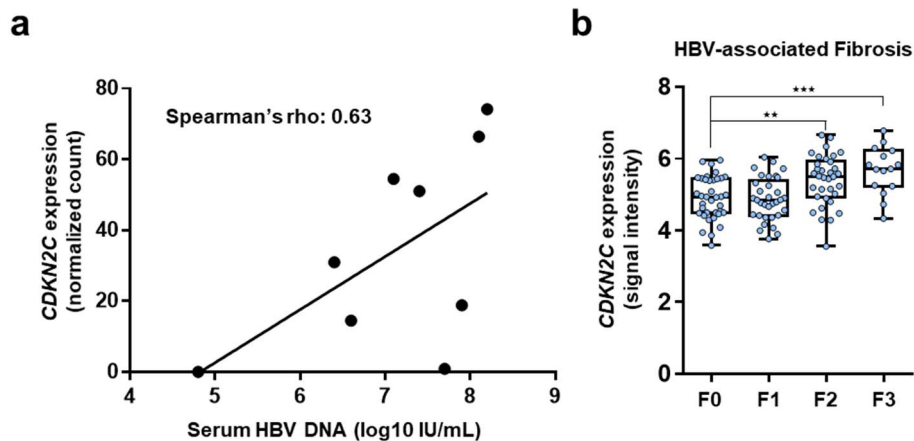 a
CDKN2C expression
(normalized count)
80
60
40
20
0
Spearman's rho: 0.63
4 5 6 7 8 9
Serum HBV DNA (log10 IU/mL)
b
HBV-associated Fibrosis
CDKN2C expression
(signal intensity)
8
6
4
2
0
***
**
F0 F1 F2 F3